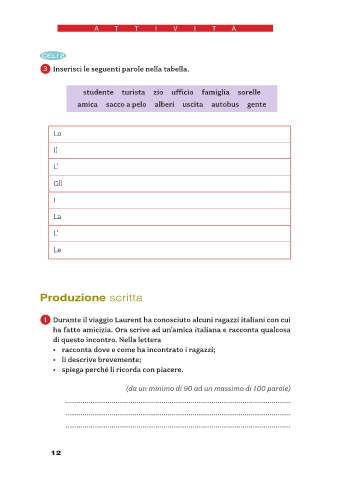 A T T I V I T À
CELI 2
3 Inserisci le seguenti parole nella tabella.
studente turista zio ufficio famiglia sorelle
amica sacco a pelo alberi uscita autobus gente
Lo
Il
L'
Gli
I
La
L'
Le
Produzione scritta
1 Durante il viaggio Laurent ha conosciuto alcuni ragazzi italiani con cui
ha fatto amicizia. Ora scrive ad un'amica italiana e racconta qualcosa
di questo incontro. Nella lettera
• racconta dove e come ha incontrato i ragazzi;
• li descrive brevemente;
• spiega perché li ricorda con piacere.
(da un minimo di 90 ad un massimo di 100 parole)
12